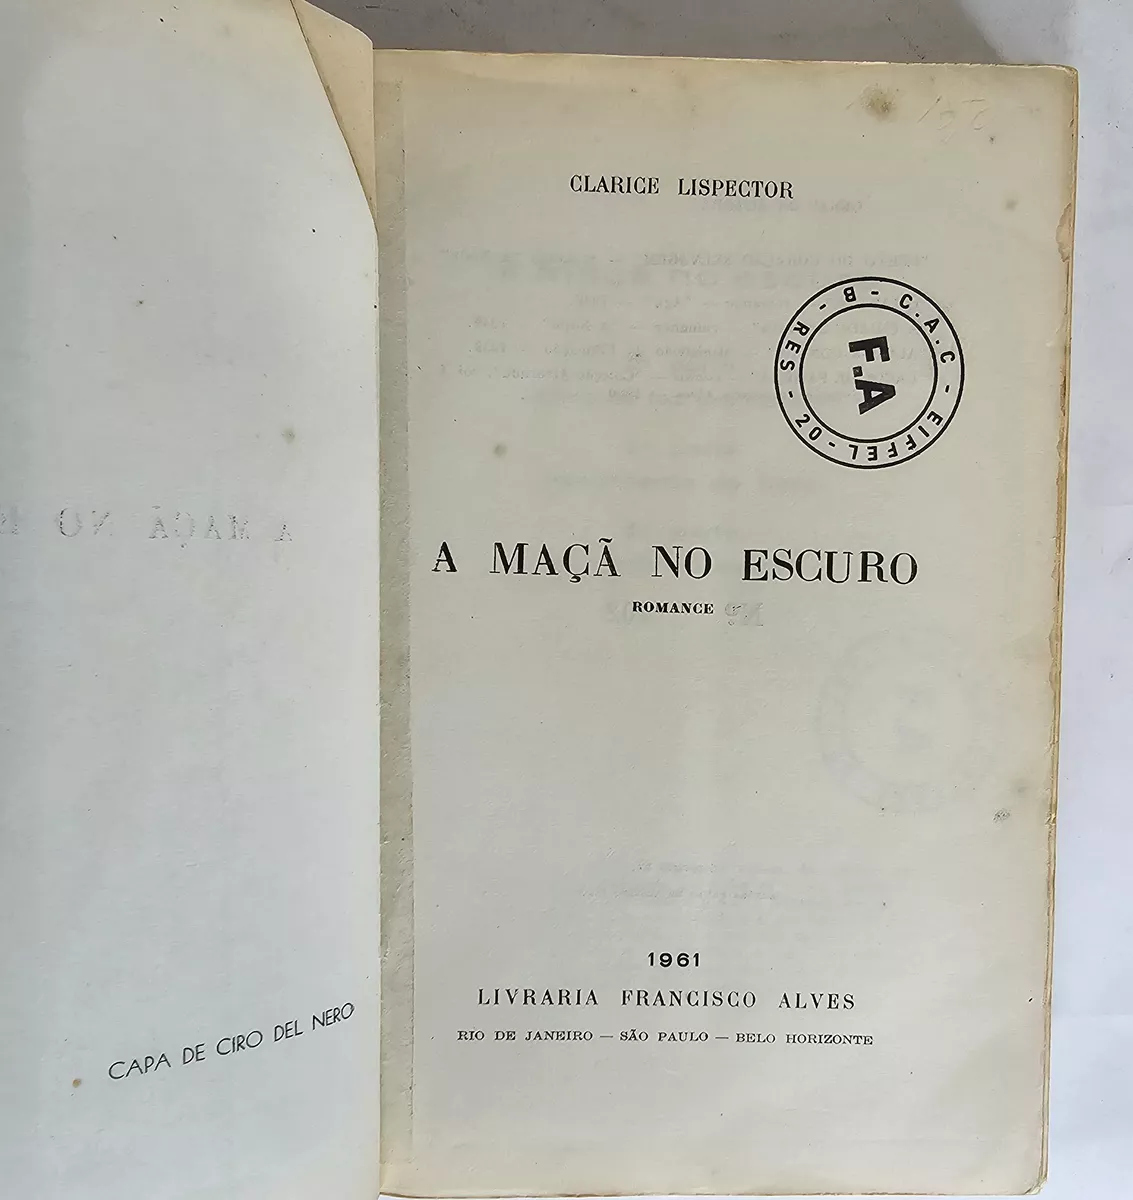 CAPA DE CIRO DEL NERO
CLARICE LISPECTOR
C.A.C - EIFFEL - 202 - RES - B -
F.A
A MAÇÃ NO ESCURO
ROMANCE
1961
LIVRARIA FRANCISCO ALVES
RIO DE JANEIRO — SÃO PAULO — BELO HORIZONTE